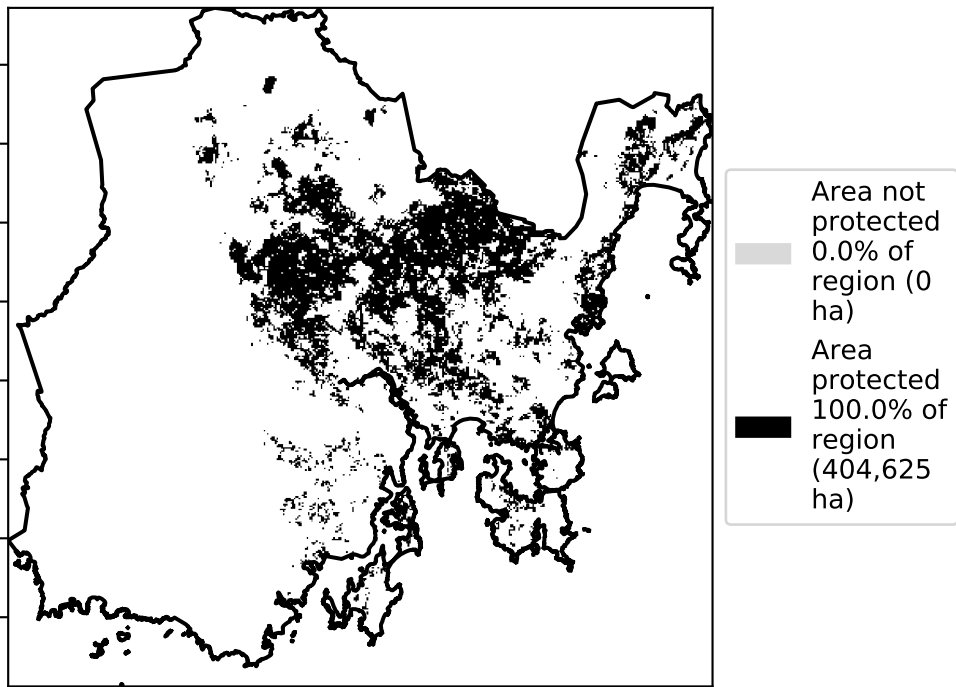 Area not
protected
0.0% of
region (0
ha)
Area
protected
100.0% of
region
(404,625
ha)